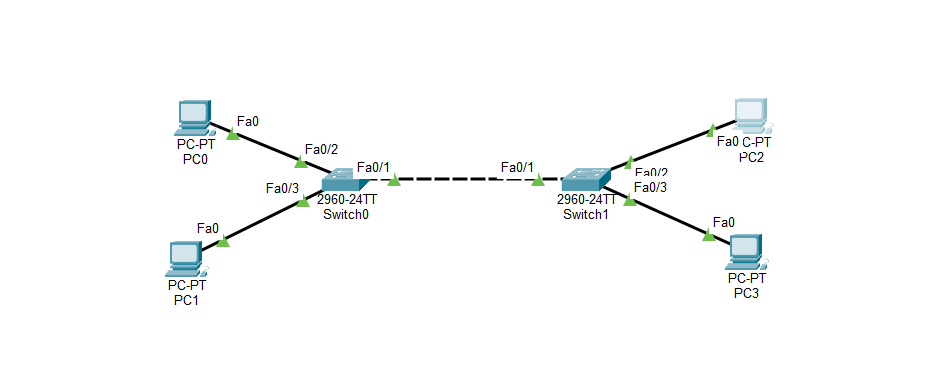 Fa0
PC-PT
PC0
Fa0/2
Fa0/1
Fa0/3
2960-24TT
Switch0
Fa0
PC-PT
PC1
Fa0/1
Fa0/2
Fa0/3
2960-24TT
Switch1
Fa0
C-PT
PC2
Fa0
PC-PT
PC3